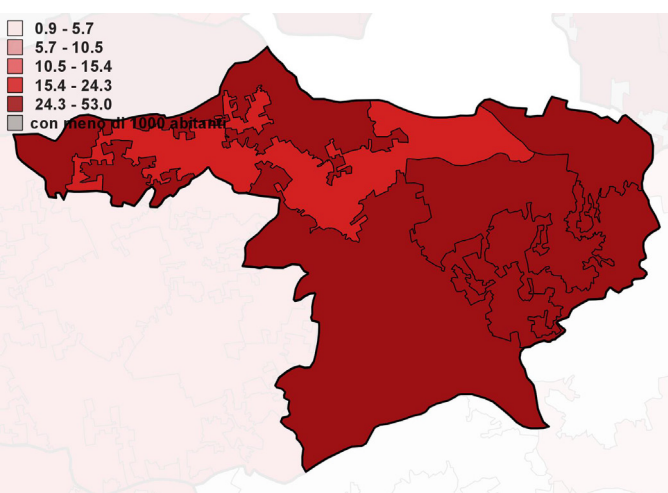 0.9 - 5.7
5.7 - 10.5
10.5 - 15.4
15.4 - 24.3
24.3 - 53.0
con meno di 1000 abitanti